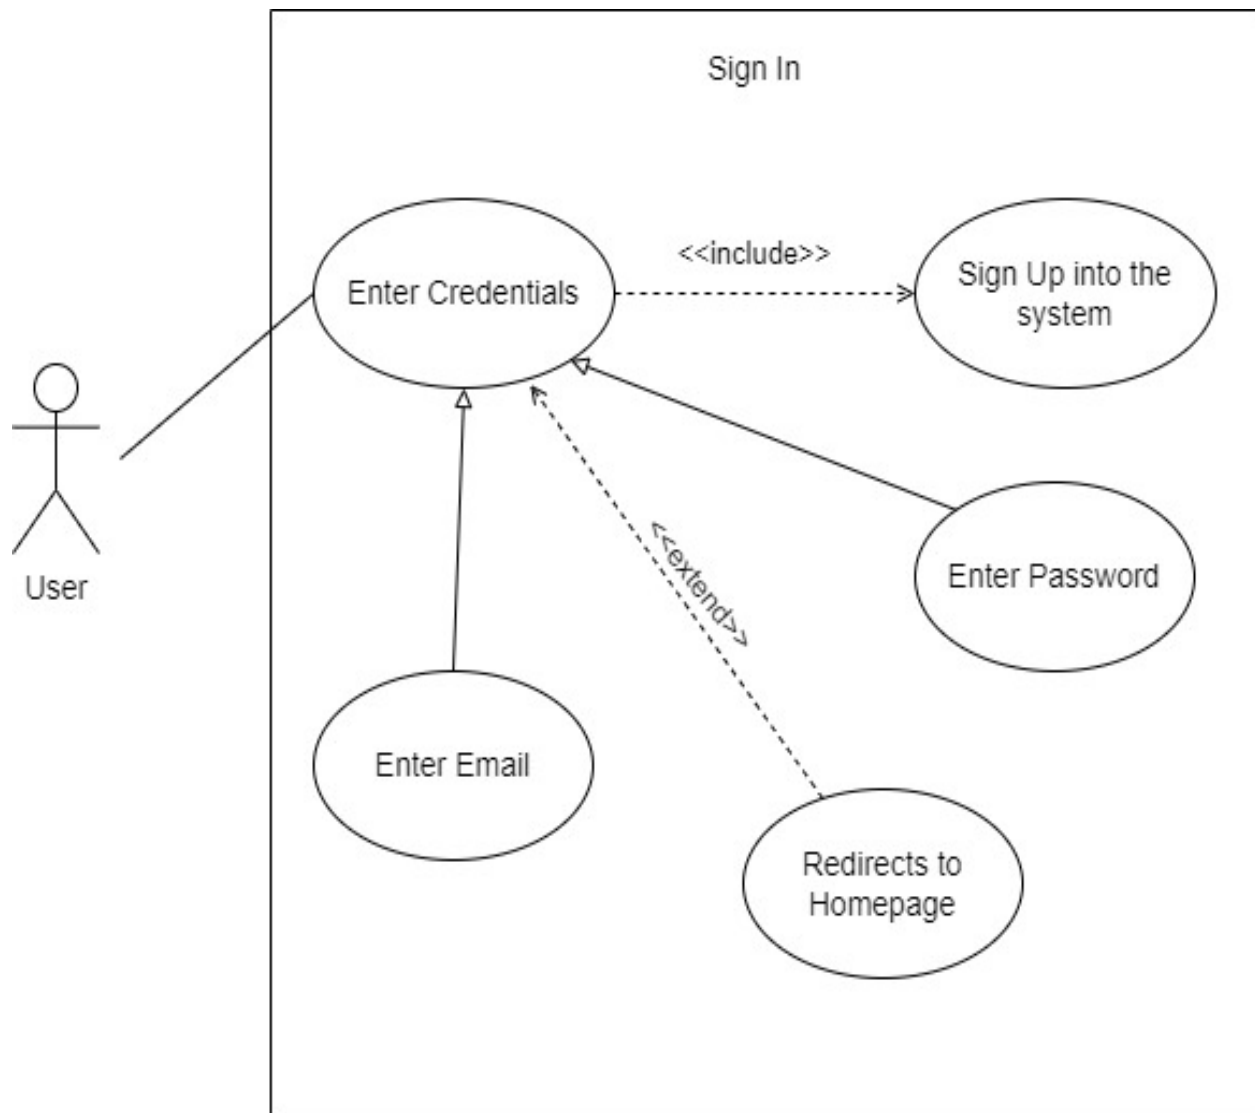 Sign In
<<include>>
Enter Credentials
Sign Up into the
system
User
<<extend>>
Enter Password
Enter Email
Redirects to
Homepage